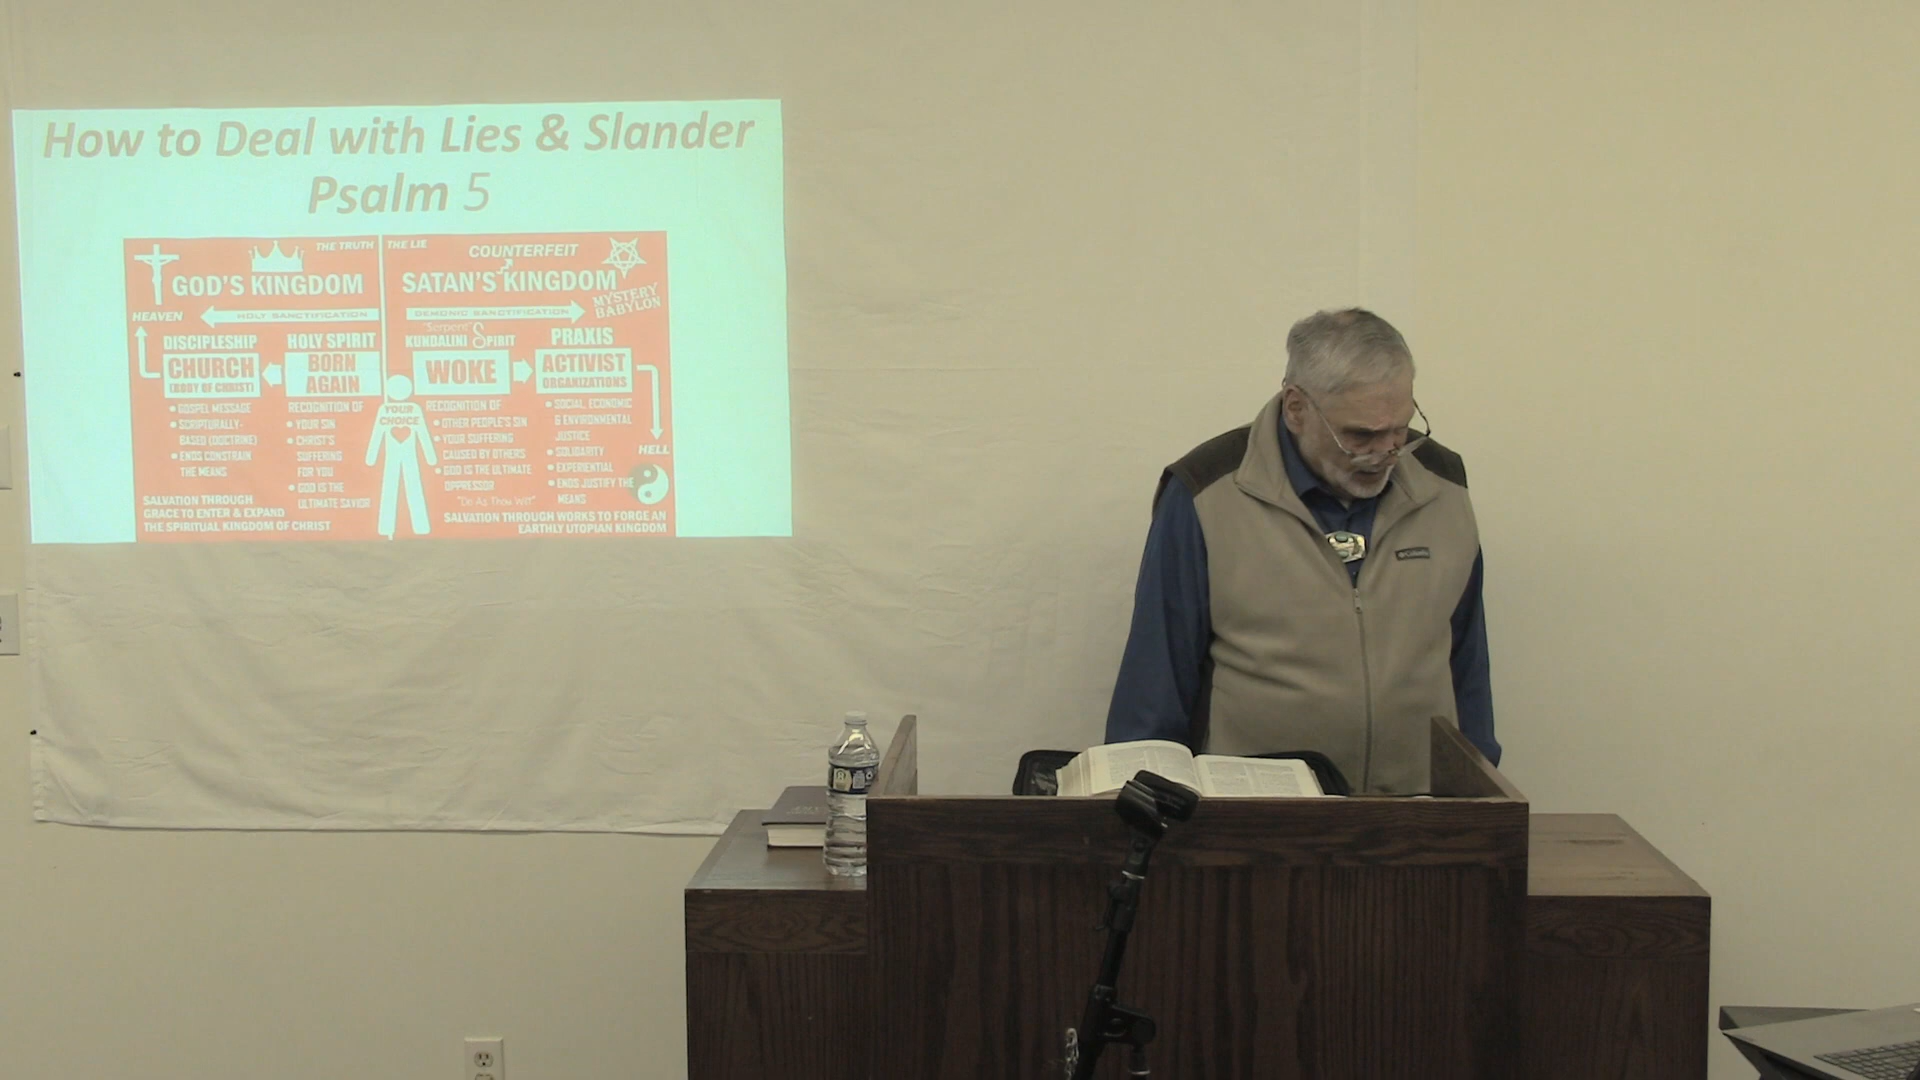 How to Deal with Lies & Slander
Psalm 5
THE TRUTH
GOD'S KINGDOM
HEAVEN
HOLY SANCTIFICATION
DISCIPLESHIP
CHURCH
(BODY OF CHRIST)
• GOSPEL MESSAGE
• SCRIPTURALLY-
BASED (DOCTRINE)
• ENDS CONSTRAIN
THE MEANS
HOLY SPIRIT
BORN
AGAIN
RECOGNITION OF
• YOUR SIN
• CHRIST'S
SUFFERING
FOR YOU
• GOD IS THE
ULTIMATE SAVIOR
SALVATION THROUGH
GRACE TO ENTER & EXPAND
THE SPIRITUAL KINGDOM OF CHRIST
YOUR
CHOICE
THE LIE
COUNTERFEIT
SATAN'S KINGDOM
MYSTERY
BABYLON
DEMONIC SANCTIFICATION
"Serpent"
KUNDALINI SPIRIT
WOKE
RECOGNITION OF
• OTHER PEOPLE'S SIN
• YOUR SUFFERING
CAUSED BY OTHERS
• GOD IS THE ULTIMATE
OPPRESSOR
"Do As Thou Wilt"
PRAXIS
ACTIVIST
ORGANIZATIONS
• SOCIAL, ECONOMIC
& ENVIRONMENTAL
JUSTICE
• SOLIDARITY
• EXPERIENTIAL
• ENDS JUSTIFY THE
MEANS
HELL
SALVATION THROUGH WORKS TO FORGE AN
EARTHLY UTOPIAN KINGDOM
Columbia